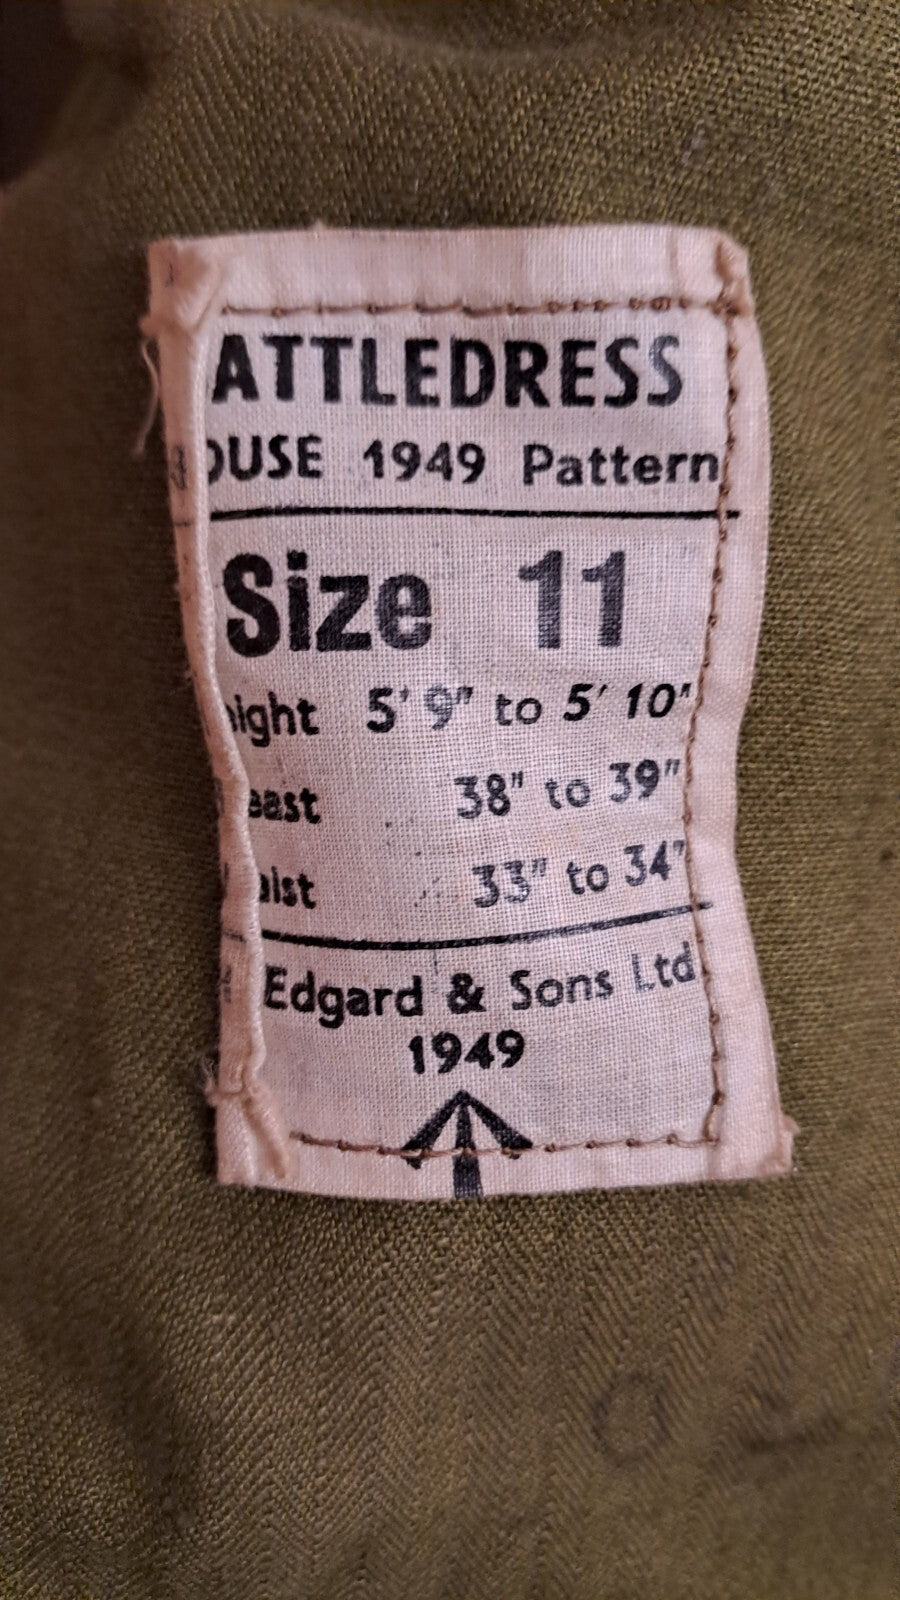 ATTLEDRESS
OUSE 1949 Pattern
Size 11
ight 5' 9" to 5' 10"
east 38" to 39"
aist 33" to 34"
Edgard & Sons Ltd
1949